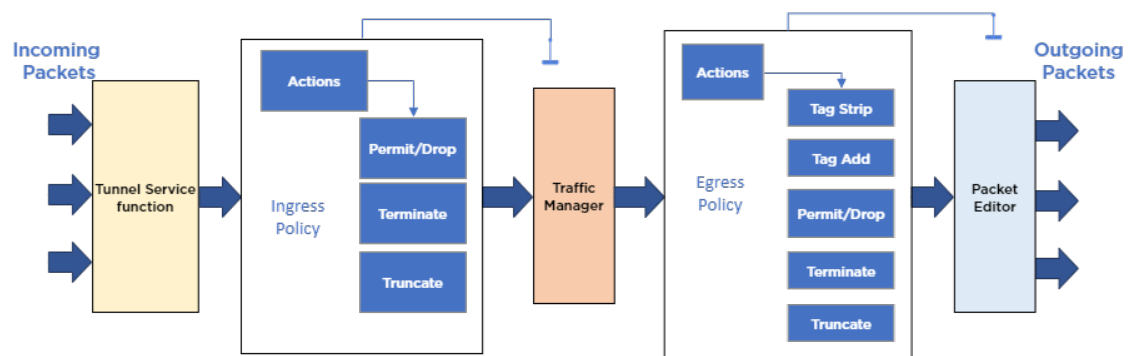 Incoming
Packets
Tunnel Service
function
Actions
Permit/Drop
Ingress
Policy
Terminate
Truncate
Traffic
Manager
Actions
Tag Strip
Tag Add
Egress
Policy
Permit/Drop
Terminate
Truncate
Packet
Editor
Outgoing
Packets